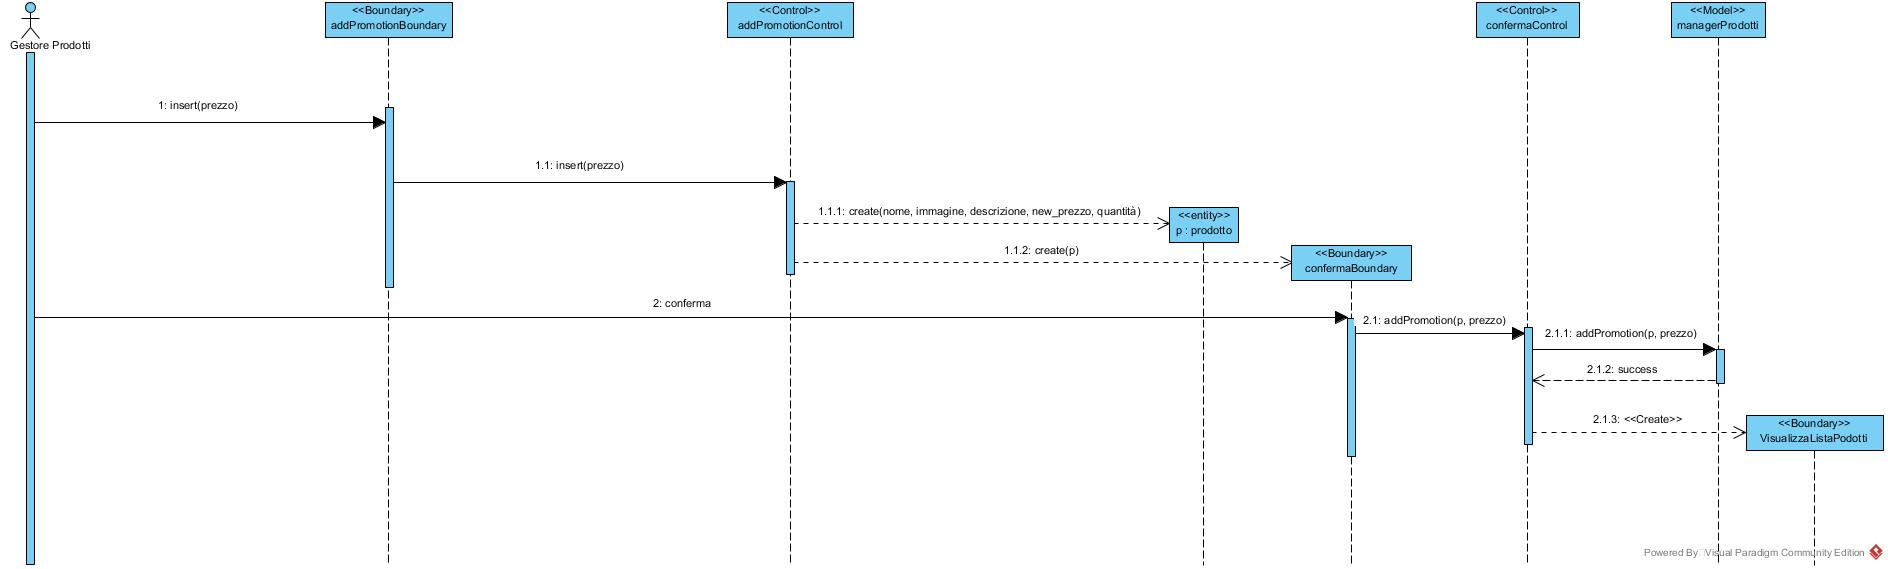 <<Boundary>>
addPromotionBoundary
<<Control>>
addPromotionControl
<<Control>>
confermaControl
<<Model>>
managerProdotti
Gestore Prodotti
1: insert(prezzo)
1.1: insert(prezzo)
1.1.1: create(nome, immagine, descrizione, new_prezzo, quantità)
<<entity>>
p : prodotto
1.1.2: create(p)
<<Boundary>>
confermaBoundary
2: conferma
2.1: addPromotion(p, prezzo)
2.1.1: addPromotion(p, prezzo)
2.1.2: success
2.1.3: <<Create>>
<<Boundary>>
VisualizzaListaPodotti
Powered By Visual Paradigm Community Edition